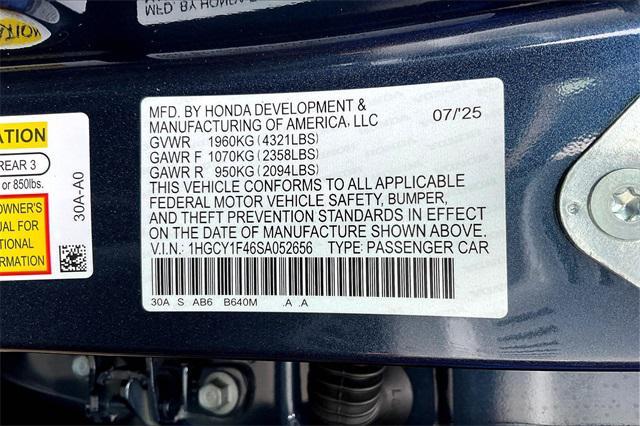 MFD. BY HONDA DEVELOPMENT &
MANUFACTURING OF AMERICA, LLC
07/'25
GVWR 1960KG (4321LBS)
GAWR F 1070KG (2358LBS)
GAWR R 950KG (2094LBS)
THIS VEHICLE CONFORMS TO ALL APPLICABLE
FEDERAL MOTOR VEHICLE SAFETY, BUMPER,
AND THEFT PREVENTION STANDARDS IN EFFECT
ON THE DATE OF MANUFACTURE SHOWN ABOVE.
V.I.N.: 1HGCY1F46SA052656 TYPE: PASSENGER CAR
30A S AB6 B640M .A .A
ATION
REAR 3
or 850lbs.
OWNER'S
UAL FOR
TIONAL
MATION
30A-A0